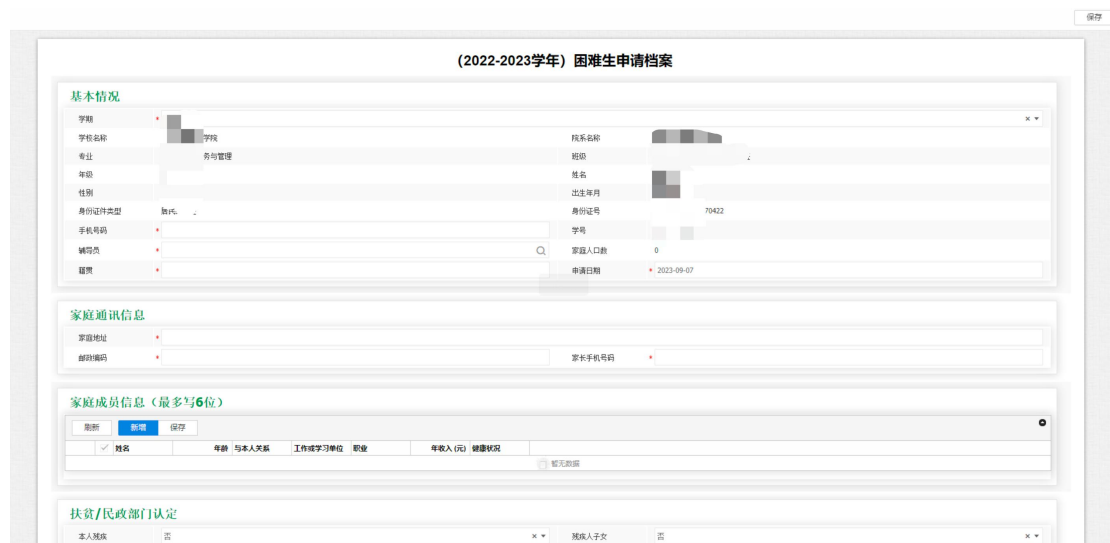 保存
（2022-2023学年）困难生申请档案
基本情况
学期 *
学校名称 学院 院系名称
专业 务与管理 班级
年级 姓名
性别 出生年月
身份证件类型 身份证号 70422
手机号码 * 学号
辅导员 * 家庭人口数 0
籍贯 * 申请日期 * 2023-09-07
家庭通讯信息
家庭地址 *
邮政编码 * 家长手机号码 *
家庭成员信息（最多写6位）
刷新 新增 保存
姓名 年龄 与本人关系 工作或学习单位 职业 年收入 (元) 健康状况
暂无数据
扶贫/民政部门认定
本人残疾 否 残疾人子女 否